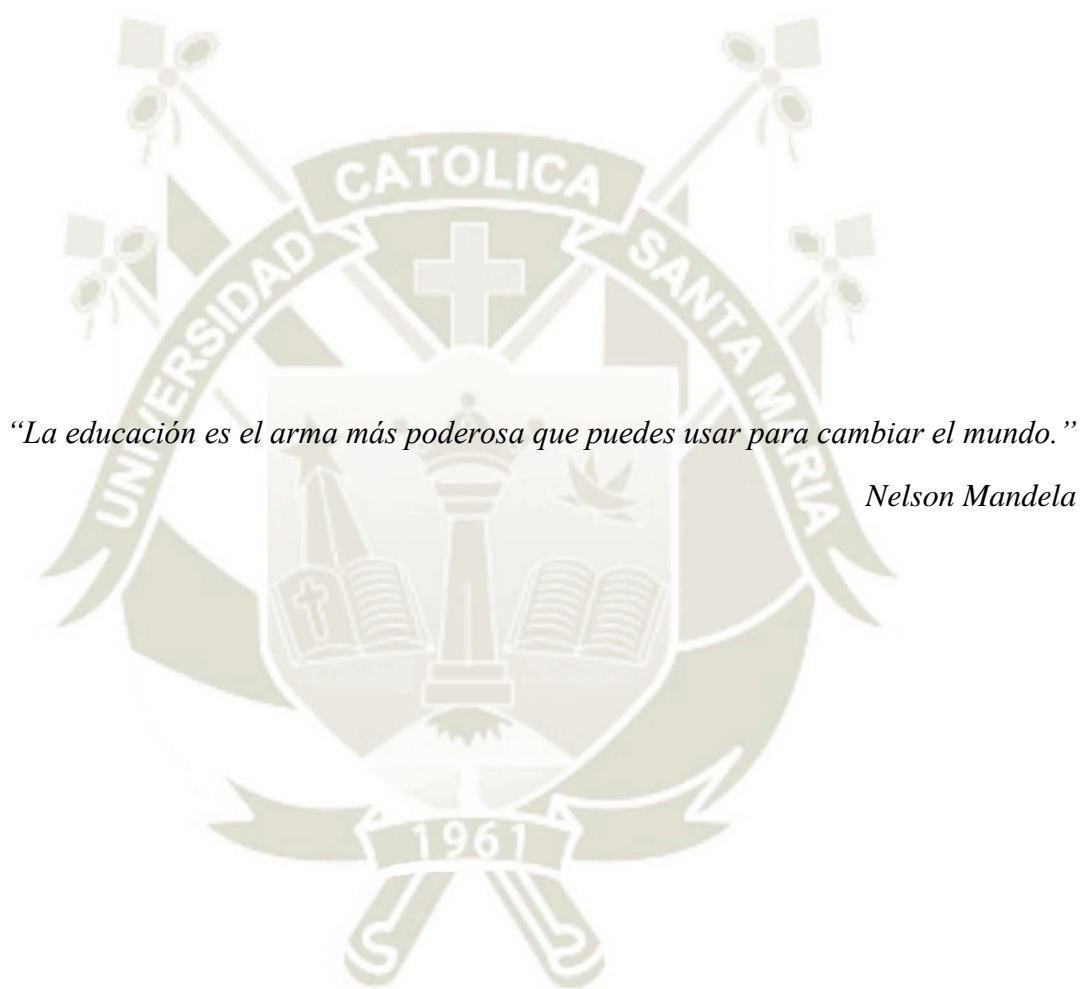 CATOLICA
UNIVERSIDAD
SANTA MARIA
“La educación es el arma más poderosa que puedes usar para cambiar el mundo.”
Nelson Mandela
1961